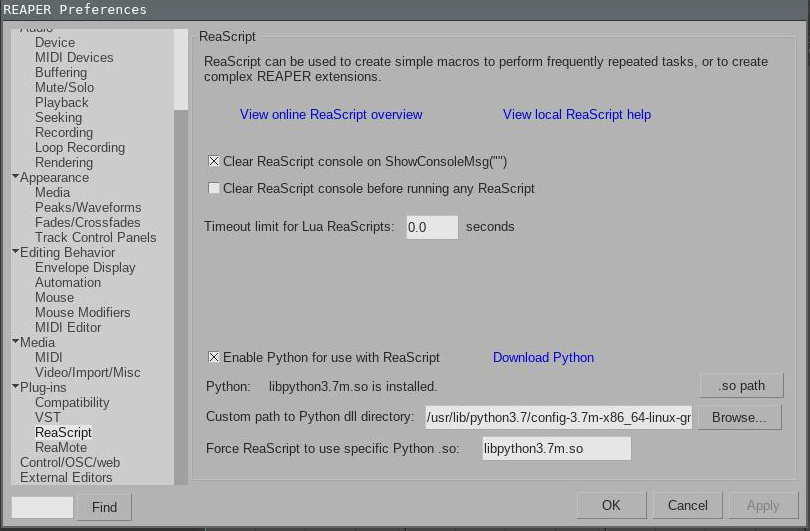 REAPER Preferences
Audio
Device
MIDI Devices
Buffering
Mute/Solo
Playback
Seeking
Recording
Loop Recording
Rendering
Appearance
Media
Peaks/Waveforms
Fades/Crossfades
Track Control Panels
Editing Behavior
Envelope Display
Automation
Mouse
Mouse Modifiers
MIDI Editor
Media
MIDI
Video/Import/Misc
Plug-ins
Compatibility
VST
ReaScript
ReaMote
Control/OSC/web
External Editors
Find
ReaScript
ReaScript can be used to create simple macros to perform frequently repeated tasks, or to create
complex REAPER extensions.
View online ReaScript overview View local ReaScript help
Clear ReaScript console on ShowConsoleMsg("")
Clear ReaScript console before running any ReaScript
Timeout limit for Lua ReaScripts: 0.0 seconds
Enable Python for use with ReaScript Download Python
Python: libpython3.7m.so is installed. .so path
Custom path to Python dll directory: /usr/lib/python3.7/config-3.7m-x86_64-linux-gr Browse...
Force ReaScript to use specific Python .so: libpython3.7m.so
OK Cancel Apply